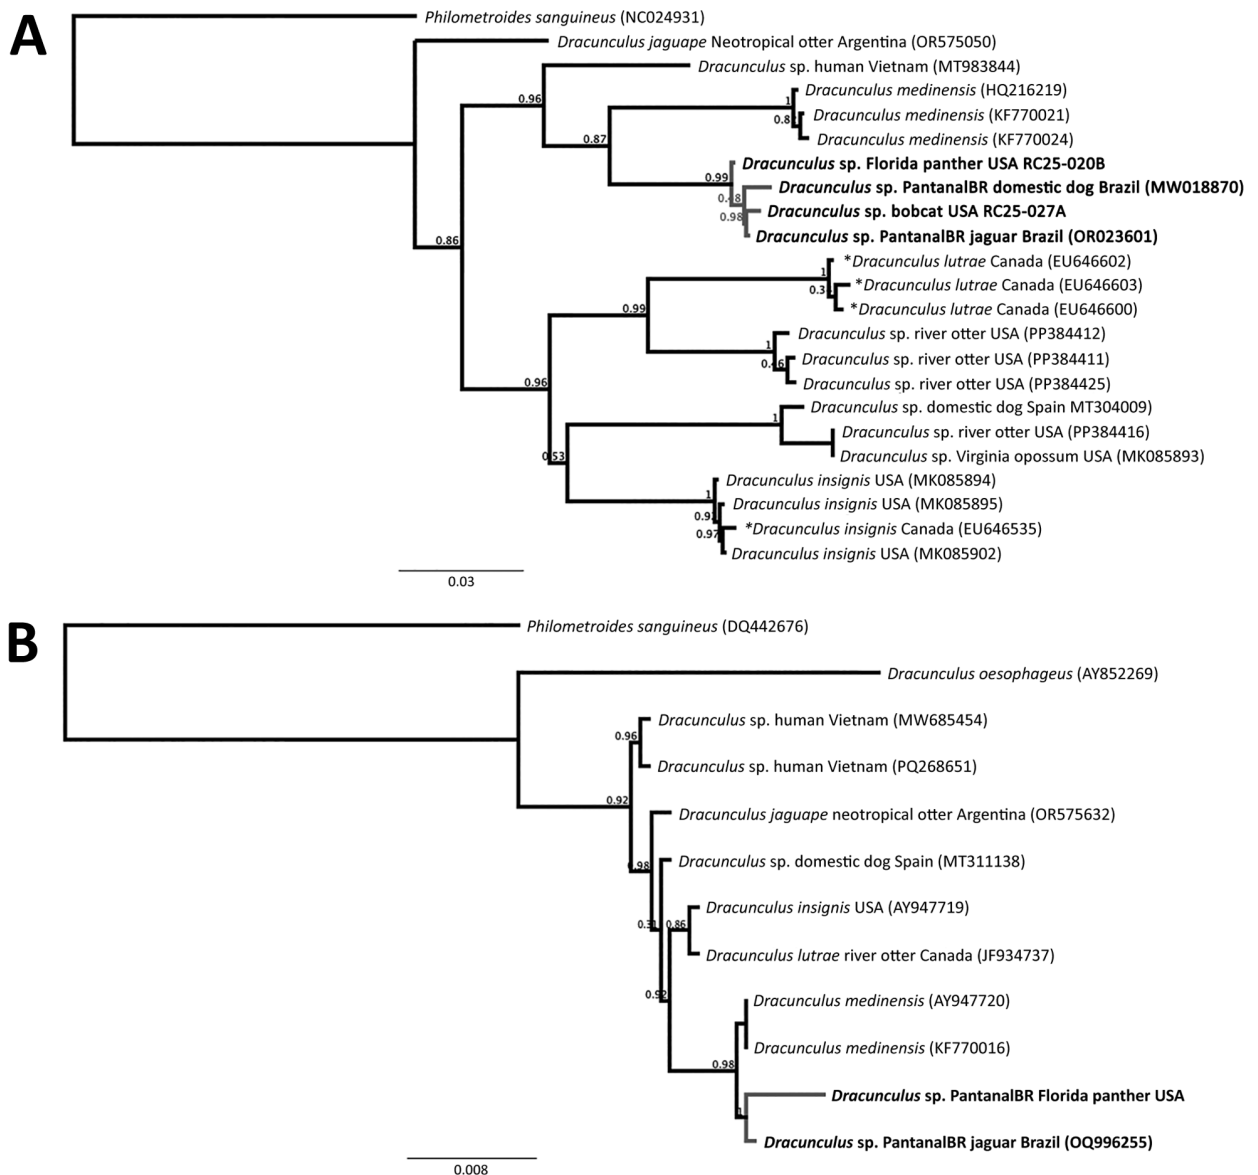 A
Philometroides sanguineus (NC024931)
Dracunculus jaguape Neotropical otter Argentina (OR575050)
Dracunculus sp. human Vietnam (MT983844)
0.96
Dracunculus medinensis (HQ216219)
1
Dracunculus medinensis (KF770021)
Dracunculus medinensis (KF770024)
0.87
Dracunculus sp. Florida panther USA RC25-020B
0.99
Dracunculus sp. PantanalBR domestic dog Brazil (MW018870)
0.48
Dracunculus sp. bobcat USA RC25-027A
0.98
Dracunculus sp. PantanalBR jaguar Brazil (OR023601)
0.86
*Dracunculus lutrae Canada (EU646602)
1
*Dracunculus lutrae Canada (EU646603)
*Dracunculus lutrae Canada (EU646600)
0.99
Dracunculus sp. river otter USA (PP384412)
1
Dracunculus sp. river otter USA (PP384411)
0.46
Dracunculus sp. river otter USA (PP384425)
0.96
Dracunculus sp. domestic dog Spain MT304009)
1
Dracunculus sp. river otter USA (PP384416)
Dracunculus sp. Virginia opossum USA (MK085893)
0.53
Dracunculus insignis USA (MK085894)
1
Dracunculus insignis USA (MK085895)
*Dracunculus insignis Canada (EU646535)
0.97
Dracunculus insignis USA (MK085902)
0.03
B
Philometroides sanguineus (DQ442676)
Dracunculus oesophageus (AY852269)
Dracunculus sp. human Vietnam (MW685454)
0.96
Dracunculus sp. human Vietnam (PQ268651)
0.92
Dracunculus jaguape neotropical otter Argentina (OR575632)
0.98
Dracunculus sp. domestic dog Spain (MT311138)
Dracunculus insignis USA (AY947719)
0.31
0.86
Dracunculus lutrae river otter Canada (JF934737)
0.92
Dracunculus medinensis (AY947720)
Dracunculus medinensis (KF770016)
0.98
Dracunculus sp. PantanalBR Florida panther USA
1
Dracunculus sp. PantanalBR jaguar Brazil (OQ996255)
0.008